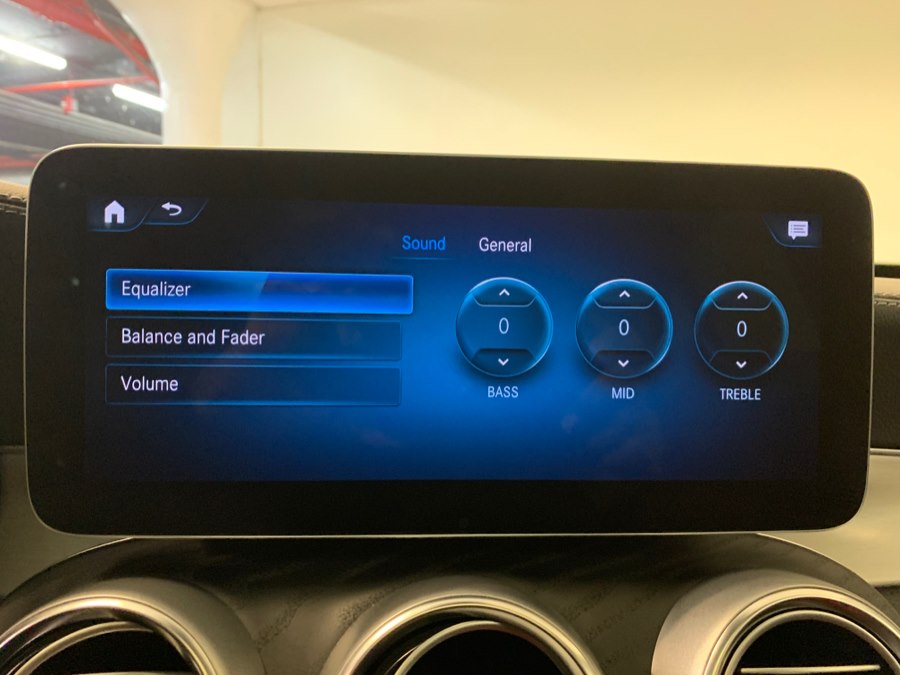 Sound General
Equalizer
Balance and Fader
Volume
0 0 0
BASS MID TREBLE